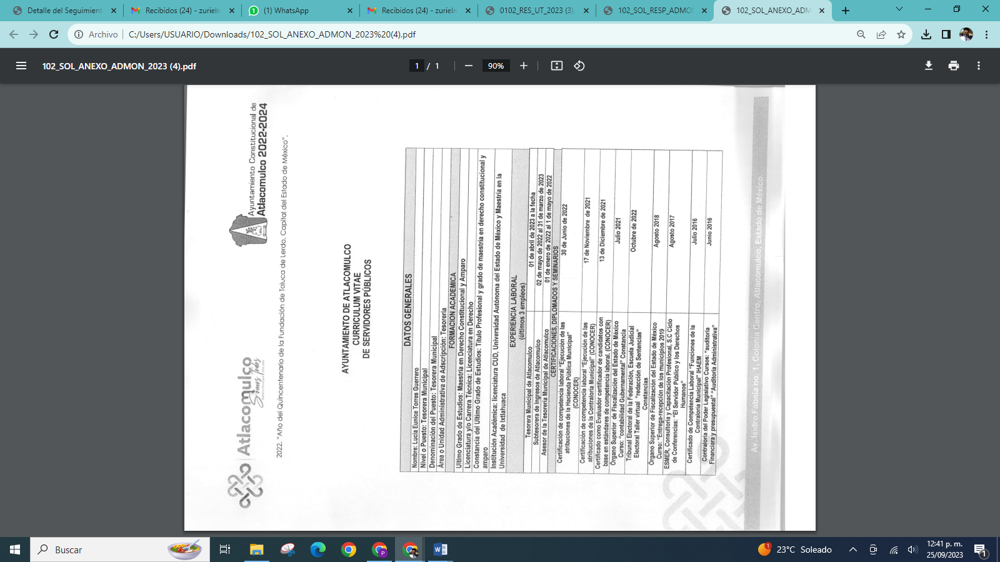 Detalle del Seguimient
Recibidos (24) - zurielm
(1) WhatsApp
Recibidos (24) - zurielm
0102_RES_UT_2023 (3)
102_SOL_RESP_ADMO
102_SOL_ANEXO_ADM
Archivo
C:/Users/USUARIO/Downloads/102_SOL_ANEXO_ADMON_2023%20(4).pdf
102_SOL_ANEXO_ADMON_2023 (4).pdf
1 / 1
90%
Atlacomulco
Somos Todos
Ayuntamiento Constitucional de
Atlacomulco 2022-2024
2022. “Año del Quincentenario de la Fundación de Toluca de Lerdo, Capital del Estado de México”.
AYUNTAMIENTO DE ATLACOMULCO
CURRICULUM VITAE
DE SERVIDORES PÚBLICOS
DATOS GENERALES
Nombre: Lucia Eunice Torres Guerrero
Nivel o Puesto: Tesorera Municipal
Denominación del Puesto: Tesorera Municipal
Área o Unidad Administrativa de Adscripción: Tesorería
FORMACION ACADEMICA
Ultimo Grado de Estudios: Maestría en Derecho Constitucional y Amparo
Licenciatura y/o Carrera Técnica: Licenciatura en Derecho
Constancia del Ultimo Grado de Estudios: Titulo Profesional y grado de maestría en derecho constitucional y
amparo
Institución Académica: licenciatura CUD, Universidad Autónoma del Estado de México y Maestría en la
Universidad de Ixtlahuaca
EXPERIENCIA LABORAL
(últimos 3 empleos)
Tesorera Municipal de Atlacomulco
01 de abril de 2023 a la fecha
Subtesorera de Ingresos de Atlacomulco
02 de mayo de 2022 al 31 de marzo de 2023
Asesor de la Tesorería Municipal de Atlacomulco
01 de enero de 2022 al 1 de mayo de 2022
CERTIFICACIONES, DIPLOMADOS Y SEMINARIOS
Certificación de competencia laboral “Ejecución de las
atribuciones de la Hacienda Pública Municipal”
(CONOCER)
30 de Junio de 2022
Certificación de competencia laboral “Ejecución de las
atribuciones de la Contraloría Municipal” (CONOCER)
17 de Noviembre de 2021
Certificado como Evaluador certificador de candidatos con
base en estándares de competencia laboral. (CONOCER)
13 de Diciembre de 2021
Órgano Superior de Fiscalización del Estado de México
Curso: “contabilidad Gubernamental” Constancia
Julio 2021
Tribunal Electoral de la Federación, Escuela Judicial
Electoral Taller virtual “redacción de Sentencias”
Constancias
Octubre de 2022
Órgano Superior de Fiscalización del Estado de México
Curso: “Entrega-recepción de los municipios 2019
Agosto 2018
ESMER, Consultoría y Capacitación Profesional, S.C Ciclo
de Conferencias: “El Servidor Público y los Derechos
Humanos”
Agosto 2017
Certificado de Competencia Laboral “Funciones de la
Contraloría Municipal” IHAEM
Julio 2016
Contraloría del Poder Legislativo Cursos: “auditoria
Financiara y presupuestal” “Auditoría Administrativa”
Junio 2016
Av. Isidro Fabela no. 1, Colonia Centro, Atlacomulco, Estado de México.
Buscar
23°C Soleado
12:41 p. m.
25/09/2023
1